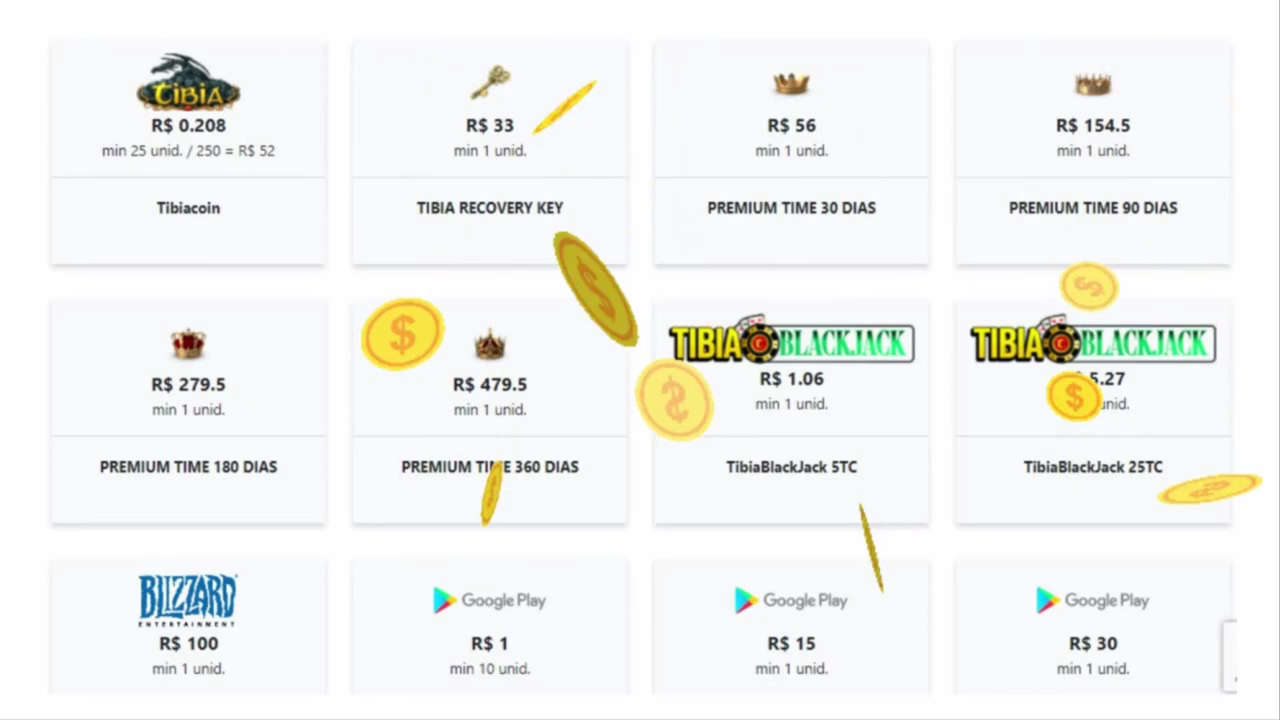 TIBIA
R$ 0.208
min 25 unid. / 250 = R$ 52
Tibiacoin
R$ 33
min 1 unid.
TIBIA RECOVERY KEY
R$ 56
min 1 unid.
PREMIUM TIME 30 DIAS
R$ 154.5
min 1 unid.
PREMIUM TIME 90 DIAS
R$ 279.5
min 1 unid.
PREMIUM TIME 180 DIAS
R$ 479.5
min 1 unid.
PREMIUM TIME 360 DIAS
TIBIA BLACKJACK
R$ 1.06
min 1 unid.
TibiaBlackJack 5TC
TIBIA BLACKJACK
5.27
unid.
TibiaBlackJack 25TC
BLIZZARD
ENTERTAINMENT
R$ 100
min 1 unid.
Google Play
R$ 1
min 10 unid.
Google Play
R$ 15
min 1 unid.
Google Play
R$ 30
min 1 unid.